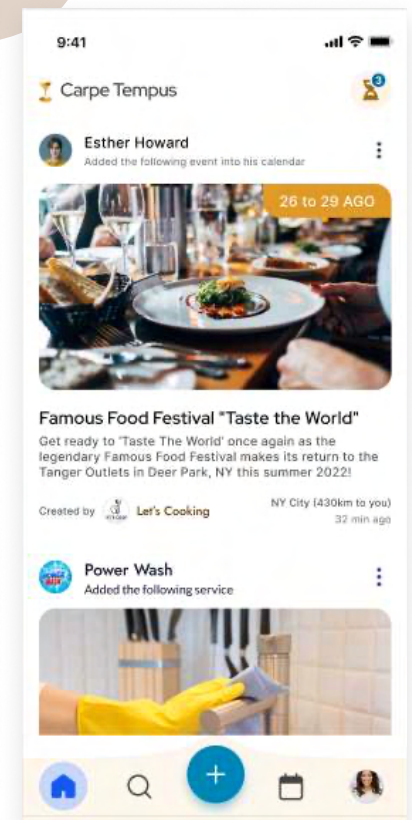 9:41
Carpe Tempus
3
Esther Howard
Added the following event into his calendar
26 to 29 AGO
Famous Food Festival "Taste the World"
Get ready to 'Taste The World' once again as the
legendary Famous Food Festival makes its return to the
Tanger Outlets in Deer Park, NY this summer 2022!
Created by Let's Cooking
NY City (430km to you)
32 min ago
Power Wash
Added the following service